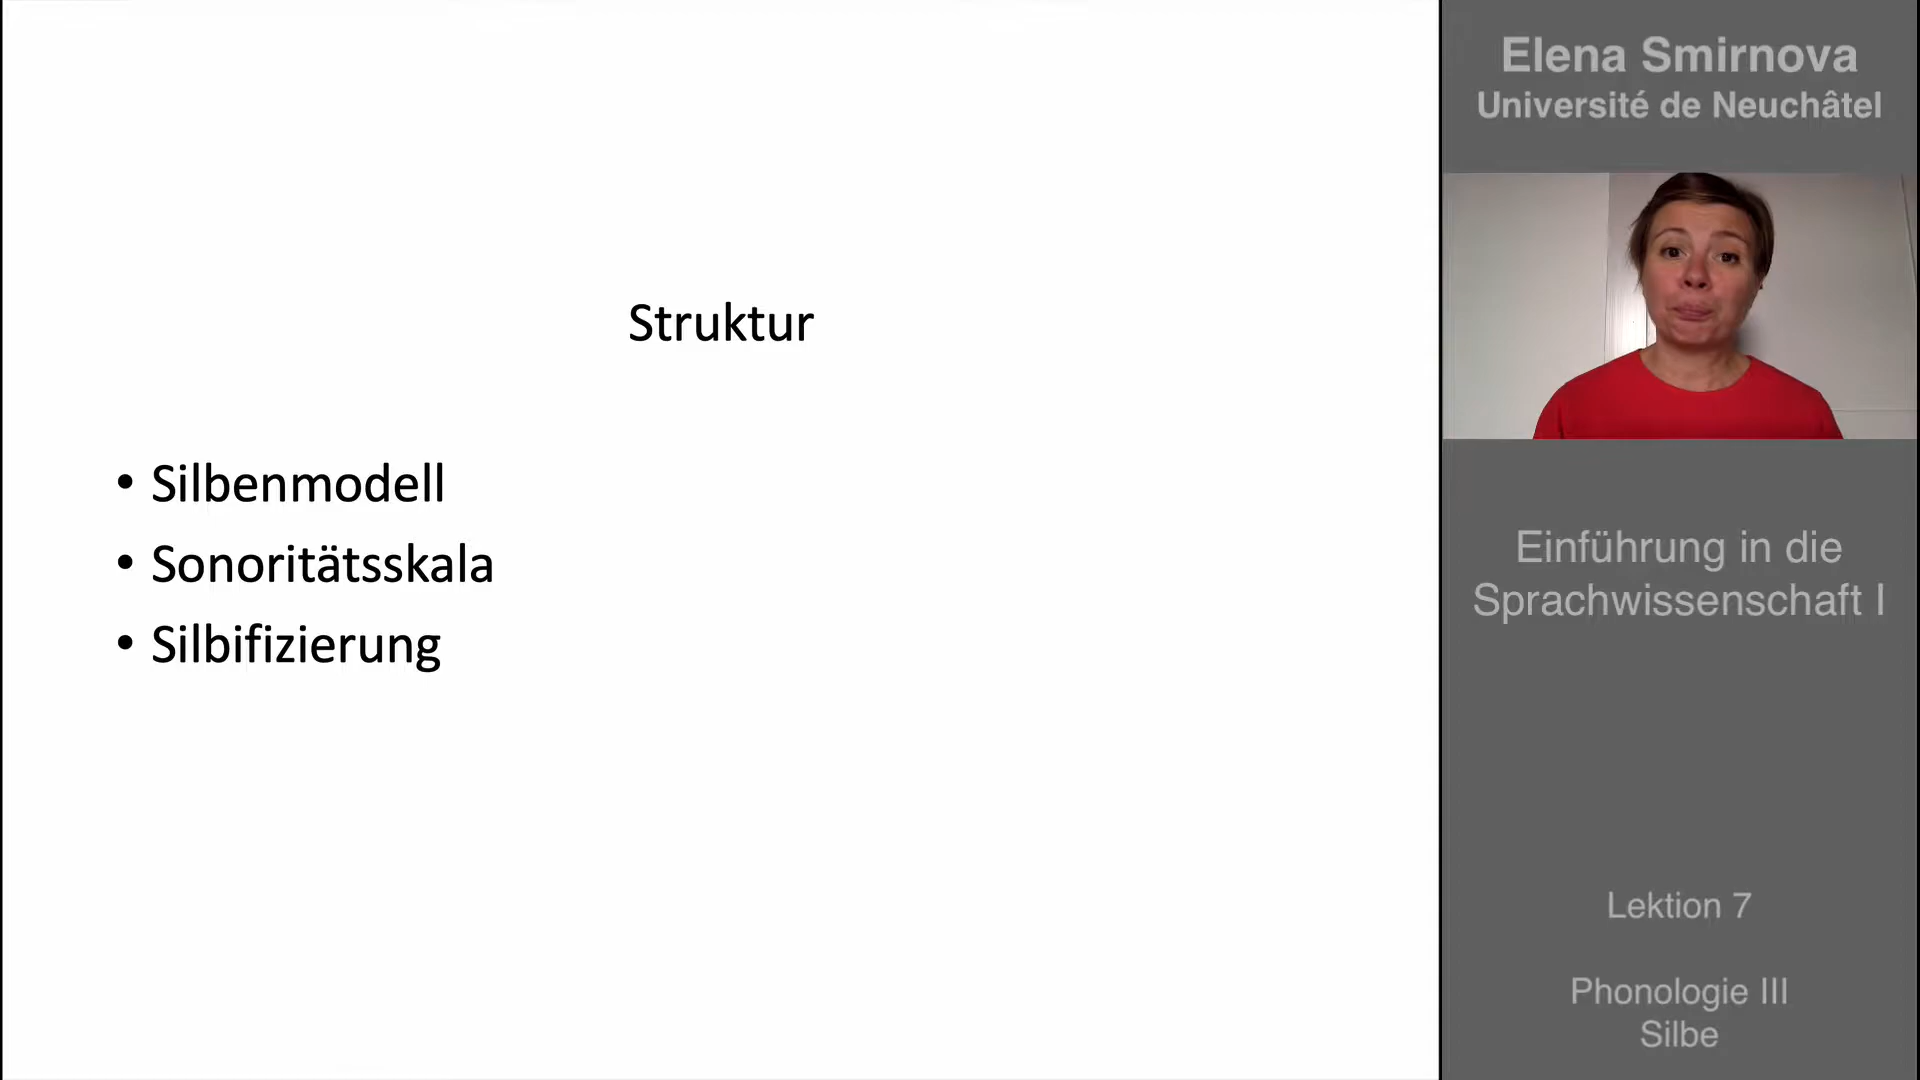 Struktur
• Silbenmodell
• Sonoritätsskala
• Silbifizierung
Elena Smirnova
Université de Neuchâtel
Einführung in die
Sprachwissenschaft I
Lektion 7
Phonologie III
Silbe